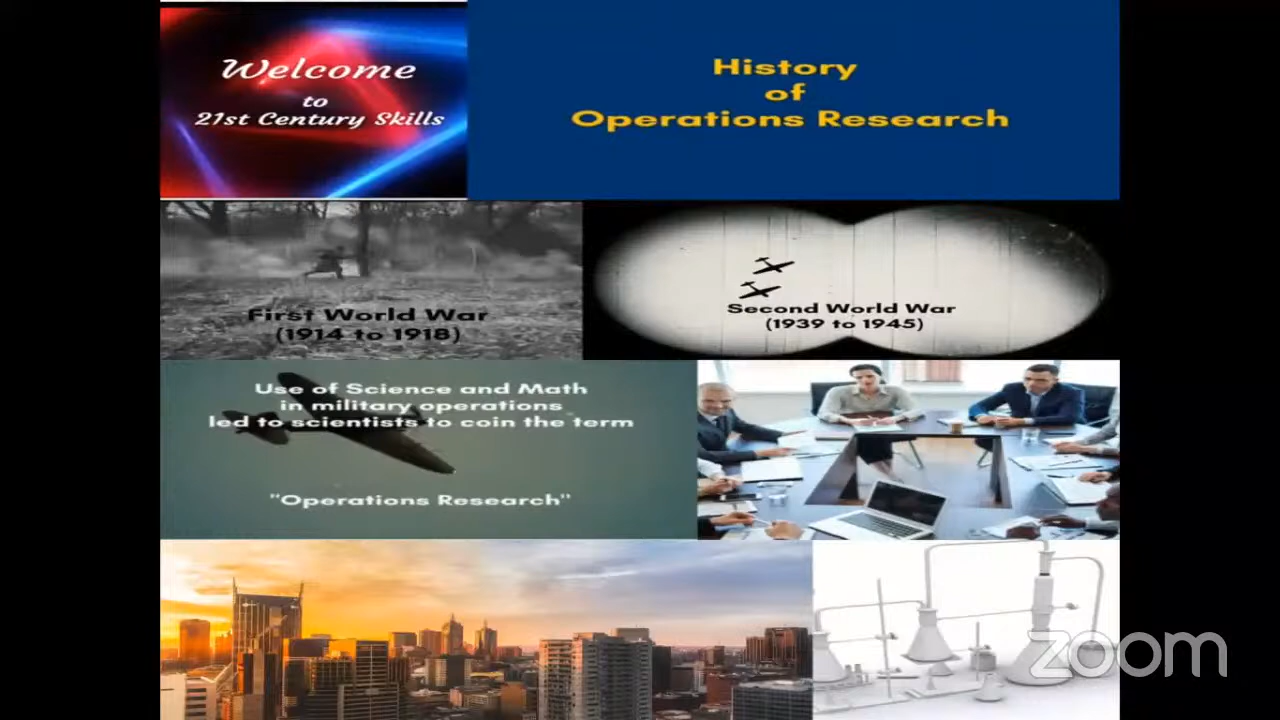 Welcome
to
21st Century Skills
History
of
Operations Research
First World War
(1914 to 1918)
Second World War
(1939 to 1945)
Use of Science and Math
in military operations
led to scientists to coin the term
"Operations Research"
zoom